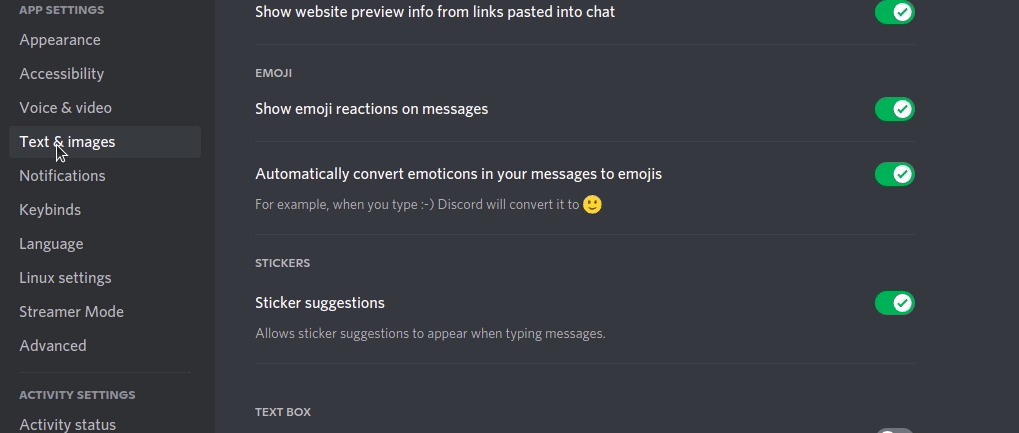 APP SETTINGS
Appearance
Accessibility
Voice & video
Text & images
Notifications
Keybinds
Language
Linux settings
Streamer Mode
Advanced
ACTIVITY SETTINGS
Activity status
Show website preview info from links pasted into chat
EMOJI
Show emoji reactions on messages
Automatically convert emoticons in your messages to emojis
For example, when you type :-) Discord will convert it to 🙂
STICKERS
Sticker suggestions
Allows sticker suggestions to appear when typing messages.
TEXT BOX